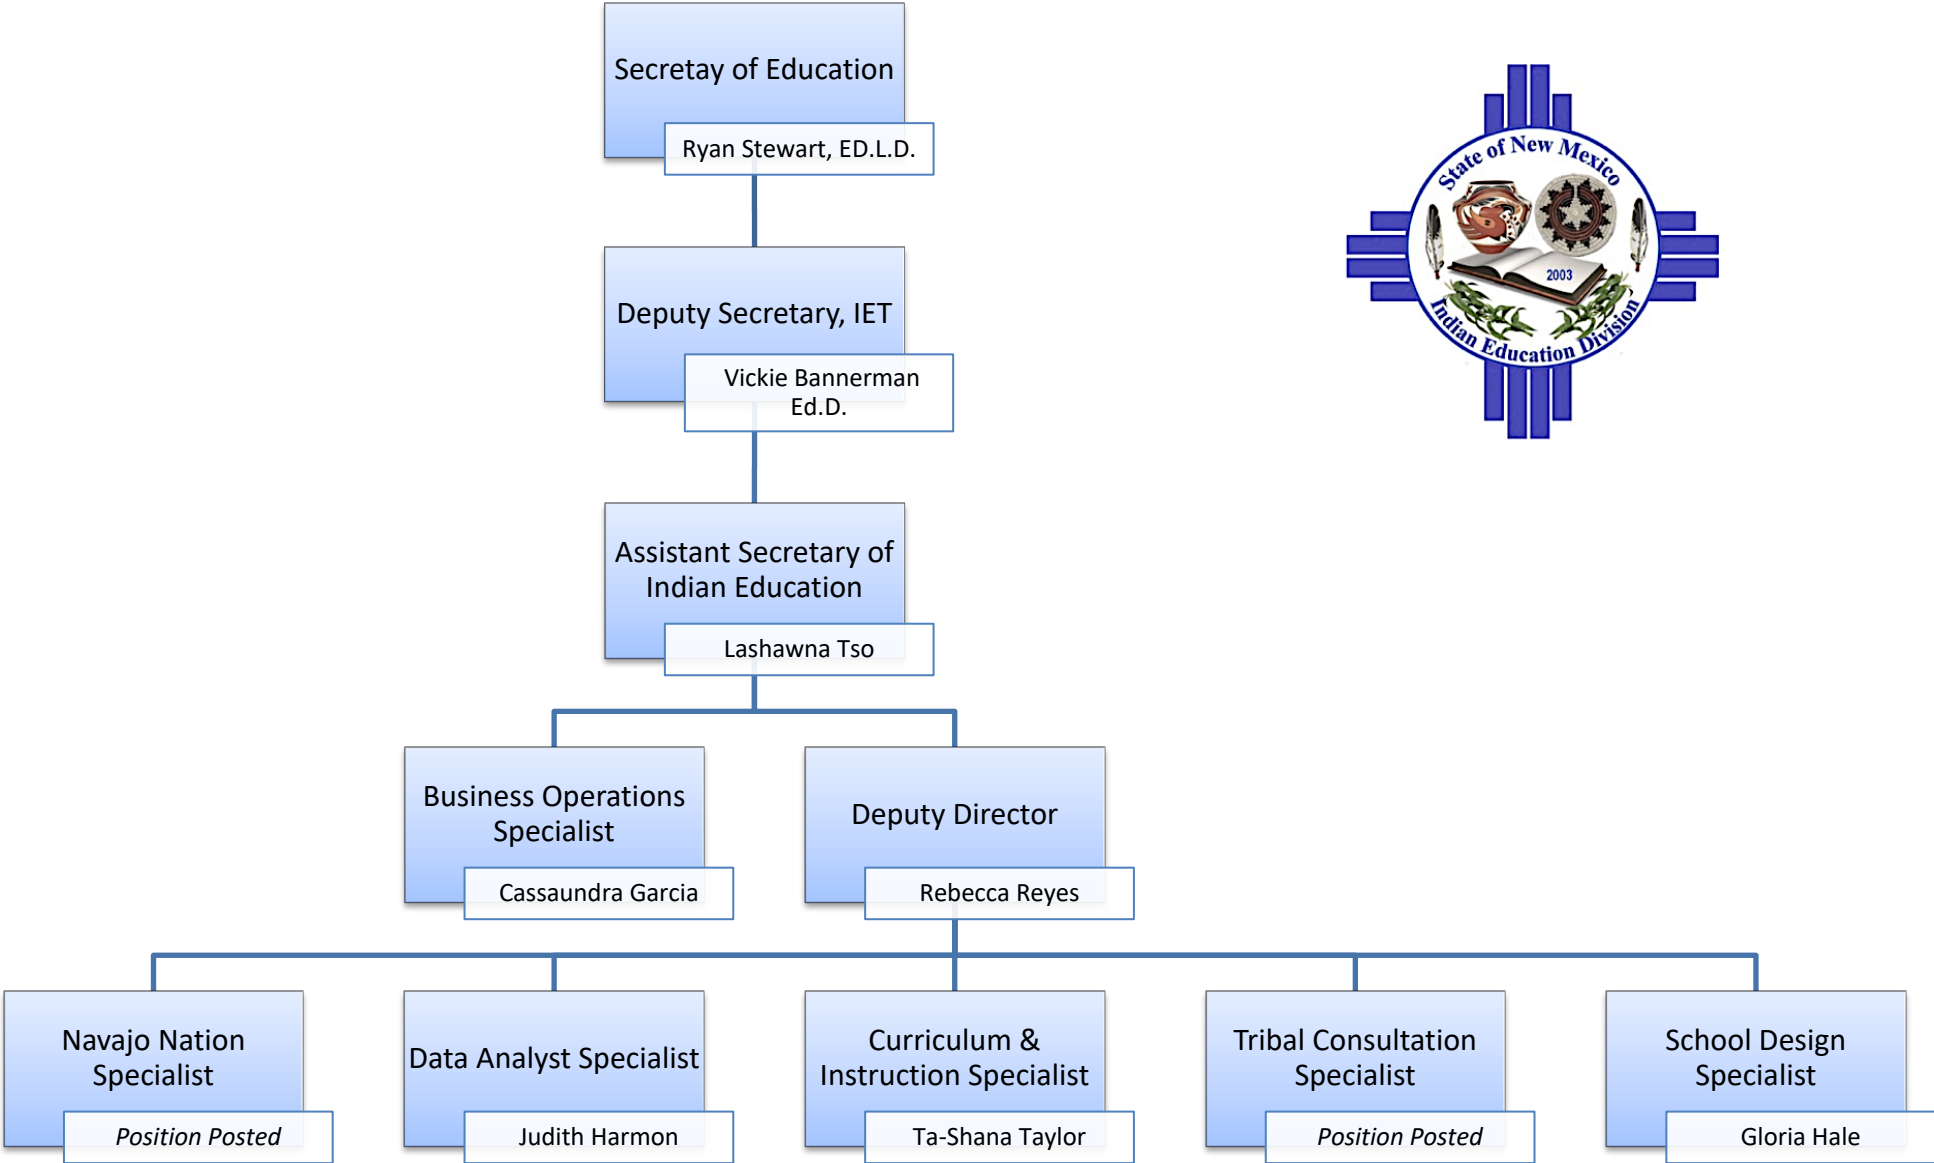 Secretay of Education
Ryan Stewart, ED.L.D.
State of New Mexico
2003
Indian Education Division
Deputy Secretary, IET
Vickie Bannerman
Ed.D.
Assistant Secretary of
Indian Education
Lashawna Tso
Business Operations
Specialist
Cassaundra Garcia
Deputy Director
Rebecca Reyes
Navajo Nation
Specialist
Position Posted
Data Analyst Specialist
Judith Harmon
Curriculum &
Instruction Specialist
Ta-Shana Taylor
Tribal Consultation
Specialist
Position Posted
School Design
Specialist
Gloria Hale